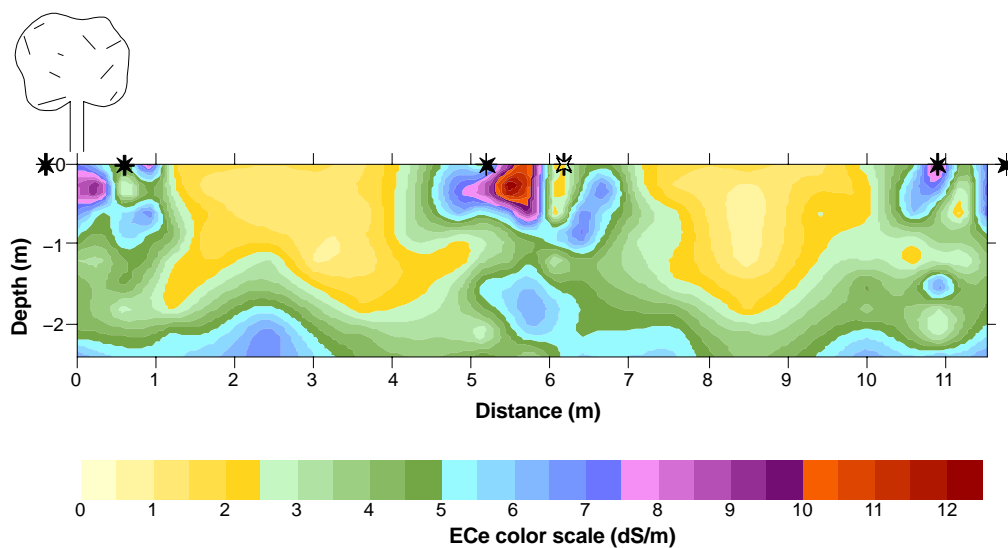 0
−1
−2
Depth (m)
0 1 2 3 4 5 6 7 8 9 10 11
Distance (m)
0 1 2 3 4 5 6 7 8 9 10 11 12
ECe color scale (dS/m)